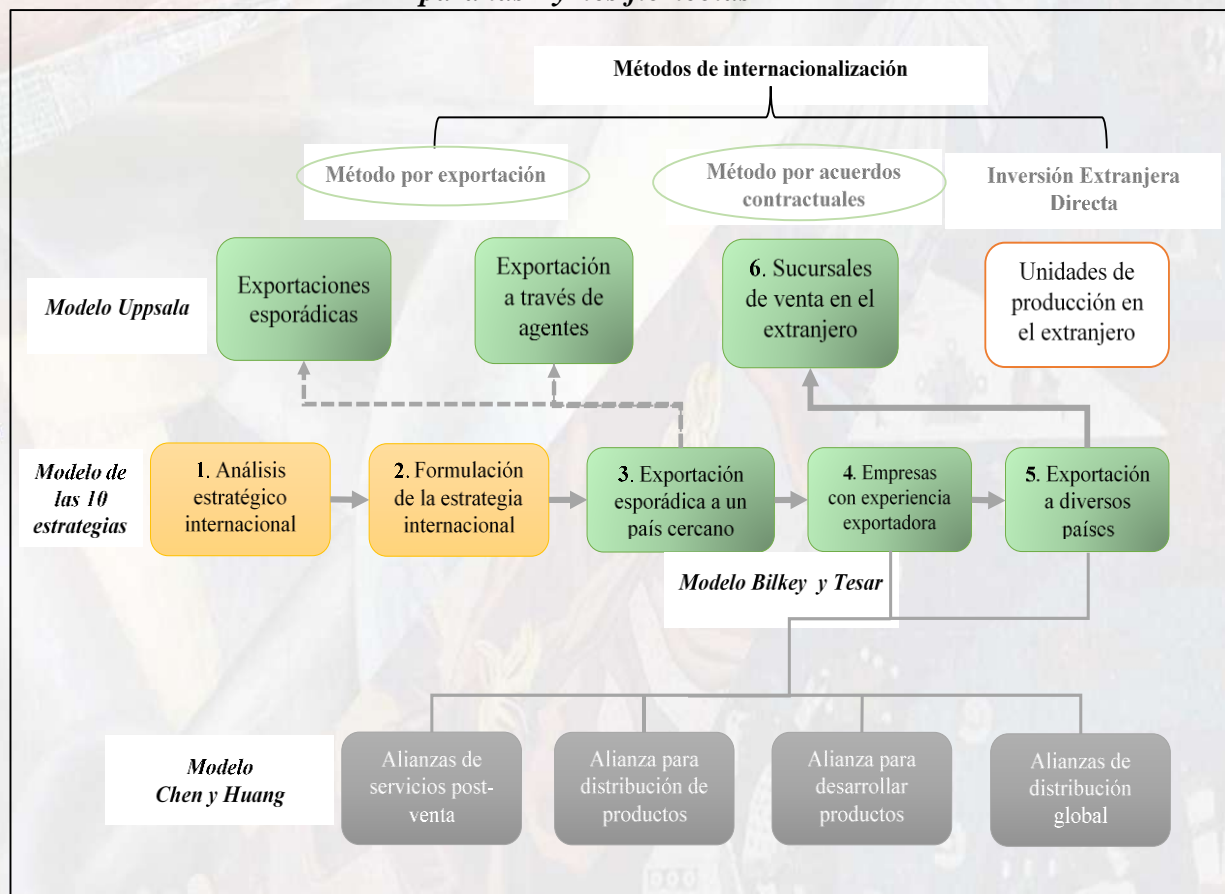 Métodos de internacionalización
Método por exportación
Método por acuerdos
contractuales
Inversión Extranjera
Directa
Modelo Uppsala
Exportaciones
esporádicas
Exportación
a través de
agentes
6. Sucursales
de venta en el
extranjero
Unidades de
producción en
el extranjero
Modelo de
las 10
estrategias
1. Análisis
estratégico
internacional
2. Formulación
de la estrategia
internacional
3. Exportación
esporádica a un
país cercano
4. Empresas
con experiencia
exportadora
5. Exportación
a diversos
países
Modelo Bilkey y Tesar
Modelo
Chen y Huang
Alianzas de
servicios post-
venta
Alianza para
distribución de
productos
Alianza para
desarrollar
productos
Alianzas de
distribución
global